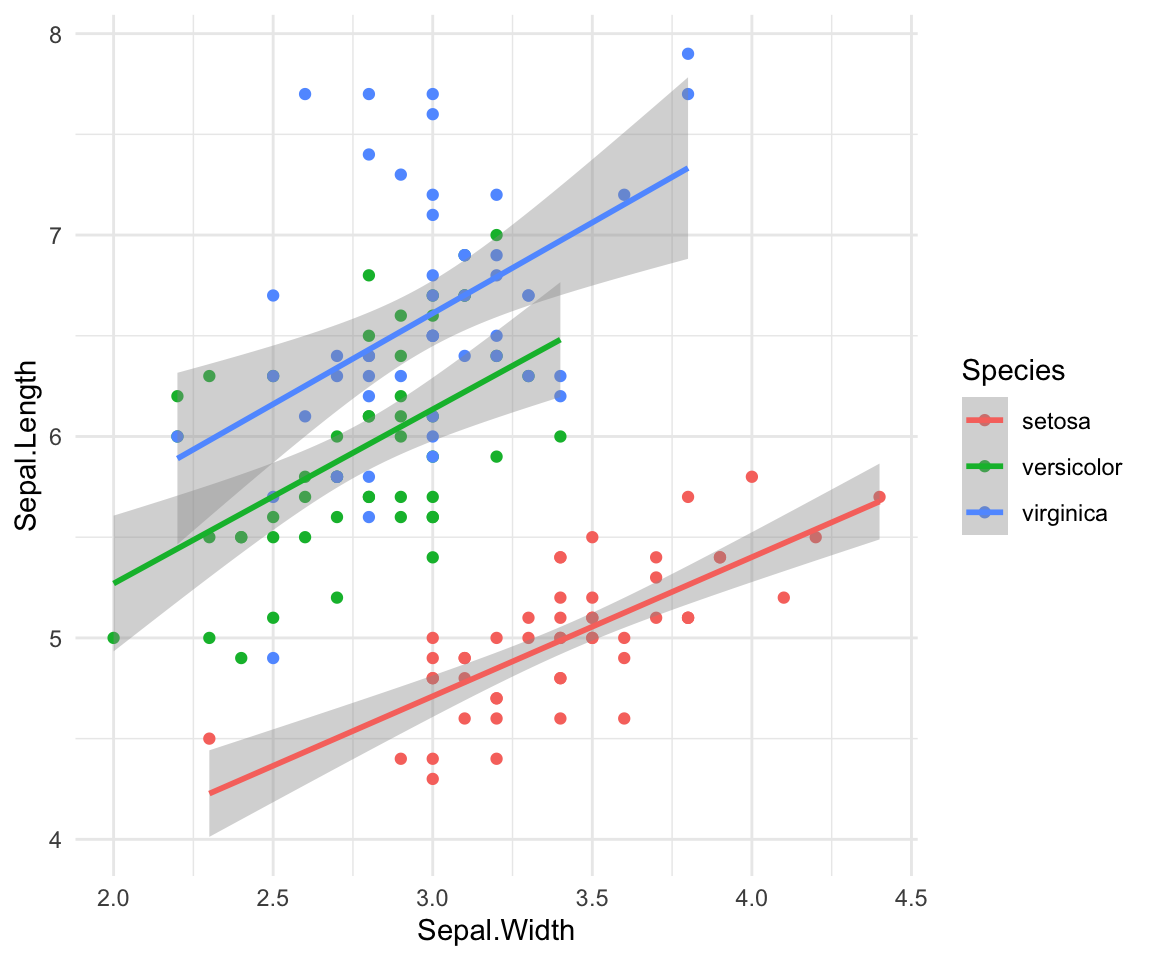 8
7
6
5
4
Sepal.Length
2.0 2.5 3.0 3.5 4.0 4.5
Sepal.Width
Species
setosa
versicolor
virginica